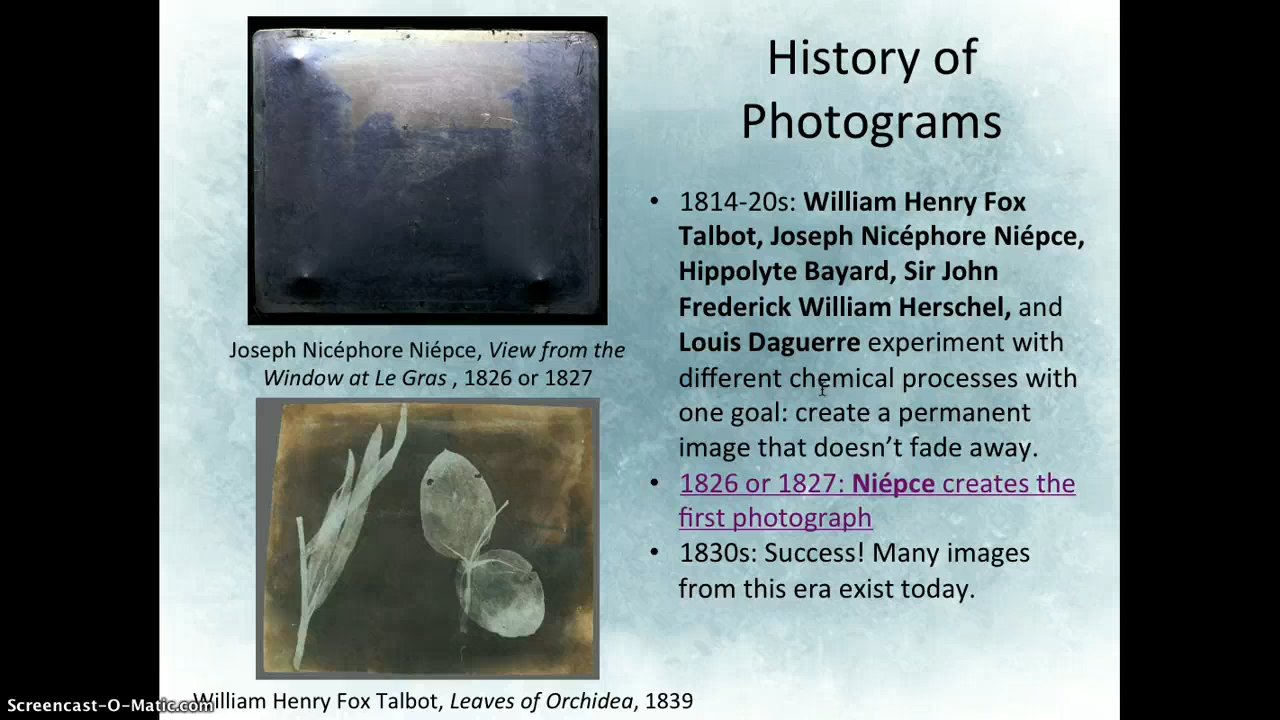 History of
Photograms
Joseph Nicéphore Niépce, View from the
Window at Le Gras , 1826 or 1827
William Henry Fox Talbot, Leaves of Orchidea, 1839
• 1814-20s: William Henry Fox
Talbot, Joseph Nicéphore Niépce,
Hippolyte Bayard, Sir John
Frederick William Herschel, and
Louis Daguerre experiment with
different chemical processes with
one goal: create a permanent
image that doesn’t fade away.
• 1826 or 1827: Niépce creates the
first photograph
• 1830s: Success! Many images
from this era exist today.
Screencast-O-Matic.com